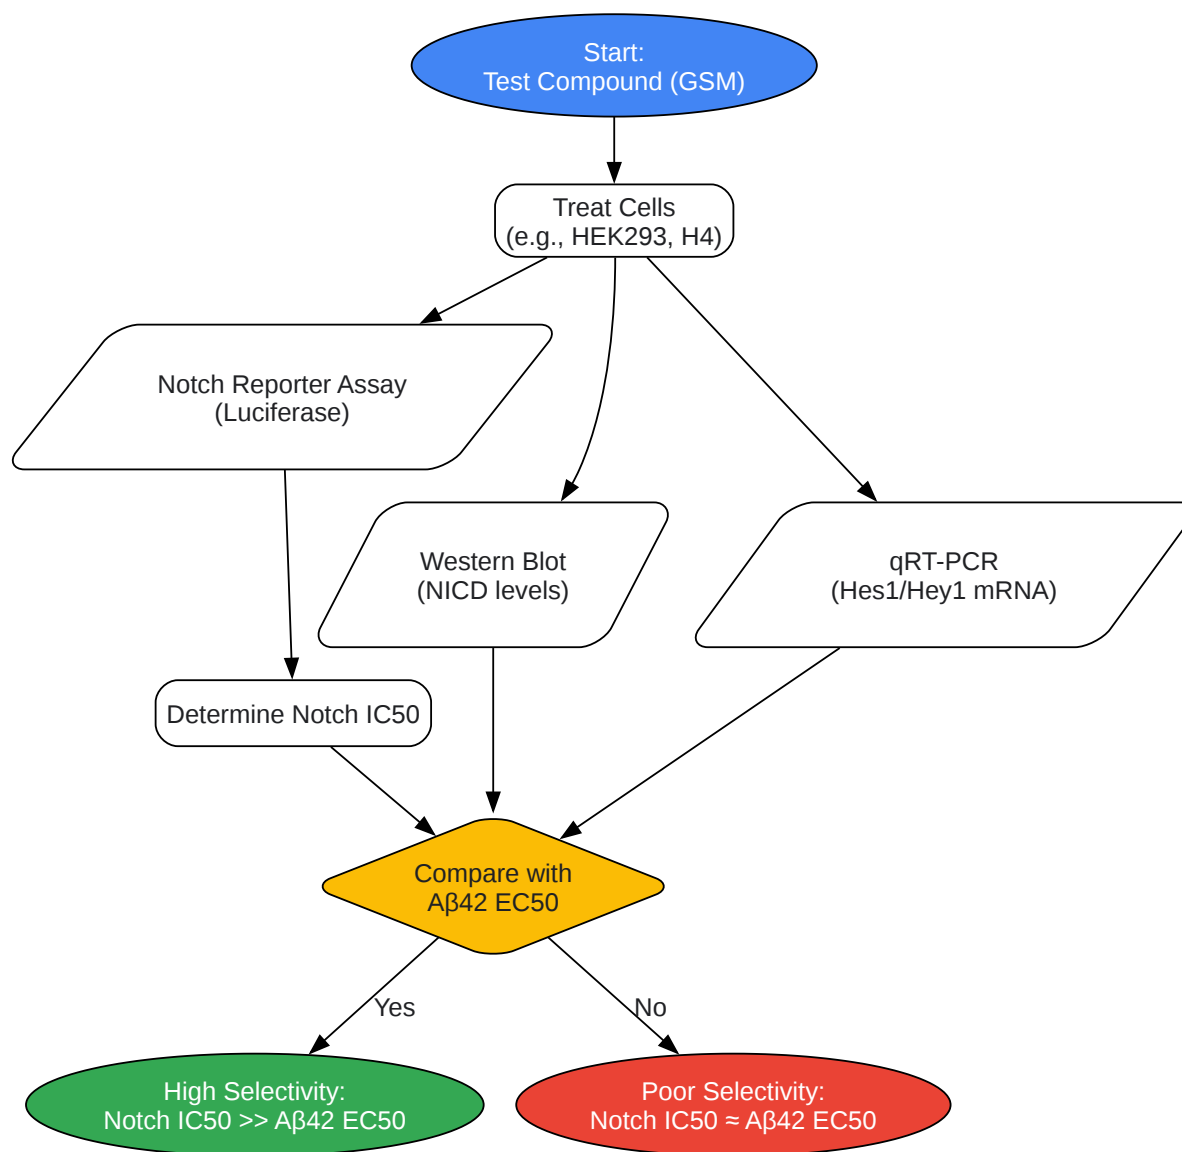 Start:
Test Compound (GSM)
Treat Cells
(e.g., HEK293, H4)
Notch Reporter Assay
(Luciferase)
Western Blot
(NICD levels)
qRT-PCR
(Hes1/Hey1 mRNA)
Determine Notch IC50
Compare with
Aβ42 EC50
Yes
No
High Selectivity:
Notch IC50 >> Aβ42 EC50
Poor Selectivity:
Notch IC50 ≈ Aβ42 EC50